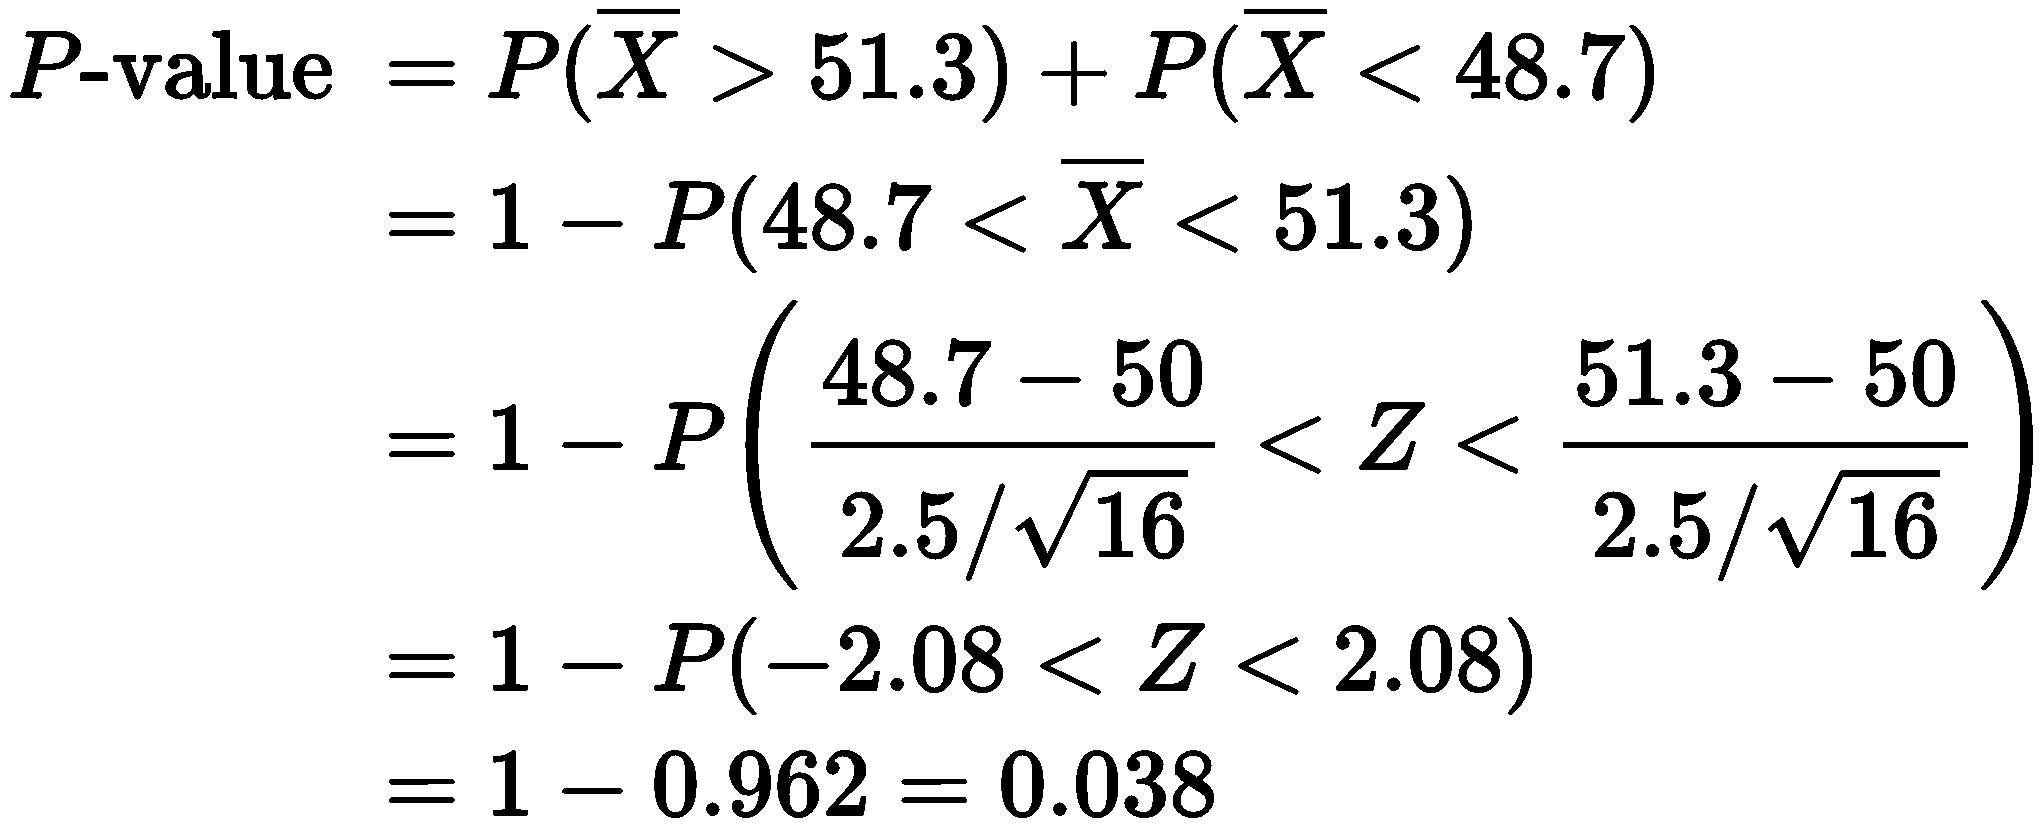 P-value = P(X̅ > 51.3) + P(X̅ < 48.7)
= 1 − P(48.7 < X̅ < 51.3)
= 1 − P((48.7 − 50)/(2.5/√16) < Z < (51.3 − 50)/(2.5/√16))
= 1 − P(−2.08 < Z < 2.08)
= 1 − 0.962 = 0.038